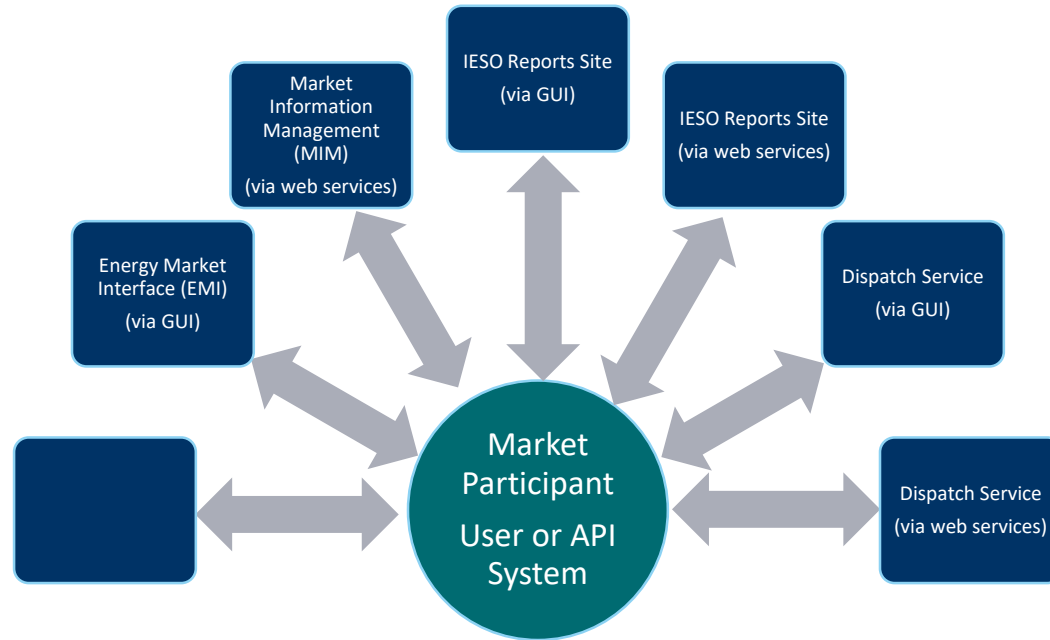 IESO Reports Site
(via GUI)
Market
Information
Management
(MIM)
(via web services)
IESO Reports Site
(via web services)
Energy Market
Interface (EMI)
(via GUI)
Dispatch Service
(via GUI)
Market
Participant
User or API
System
Dispatch Service
(via web services)